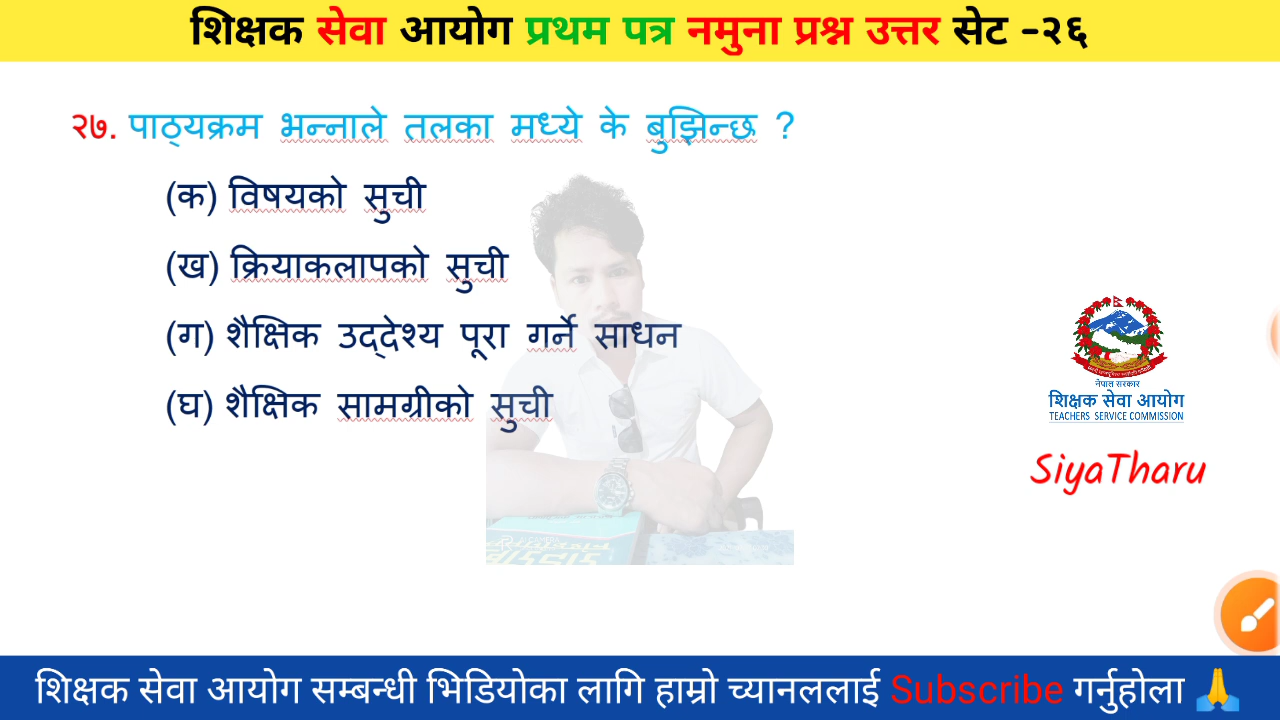 शिक्षक सेवा आयोग प्रथम पत्र नमुना प्रश्न उत्तर सेट -२६
२७. पाठ्यक्रम भन्नाले तलका मध्ये के बुझिन्छ ?
(क) विषयको सुची
(ख) क्रियाकलापको सुची
(ग) शैक्षिक उद्देश्य पूरा गर्ने साधन
(घ) शैक्षिक सामग्रीको सुची
नेपाल सरकार
शिक्षक सेवा आयोग
TEACHERS SERVICE COMMISSION
SiyaTharu
शिक्षक सेवा आयोग सम्बन्धी भिडियोका लागि हाम्रो च्यानललाई Subscribe गर्नुहोला 🙏